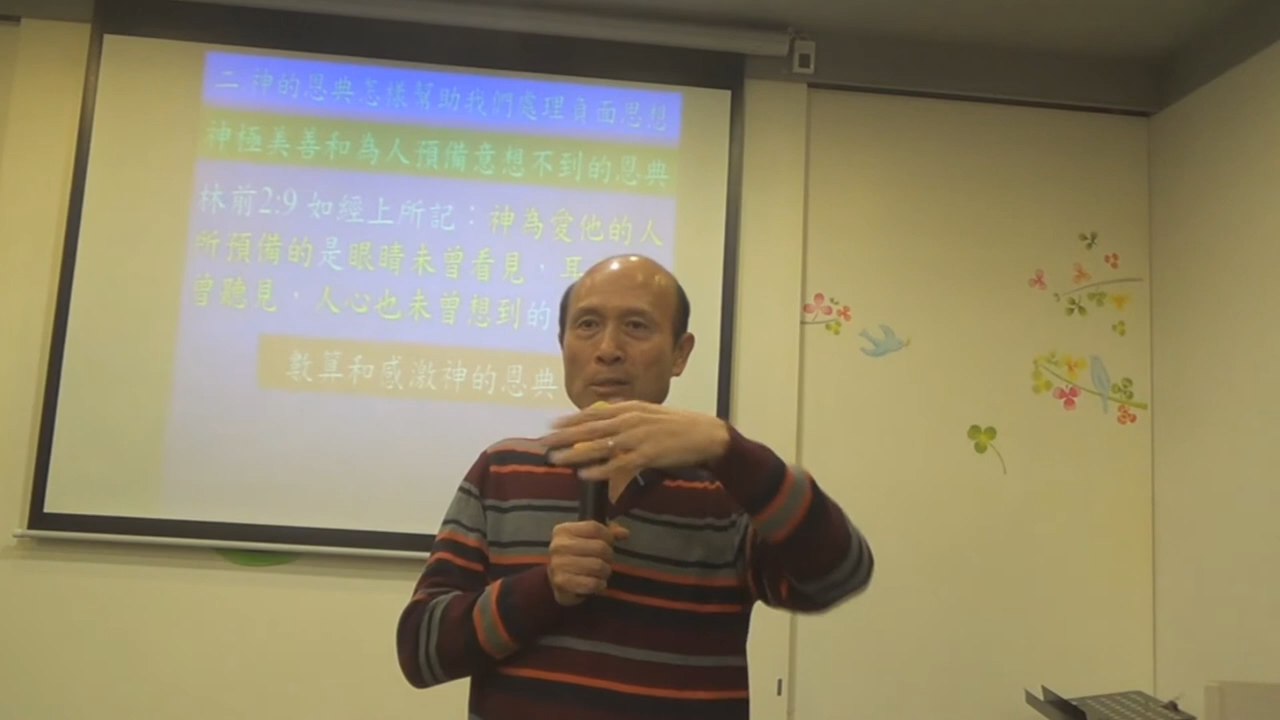 二 神的恩典怎樣幫助我們處理負面思想
神極美善和為人預備意想不到的恩典
林前2:9 如經上所記：神為愛他的人
所預備的是眼睛未曾看見，耳
曾聽見，人心也未曾想到的
數算和感激神的恩典